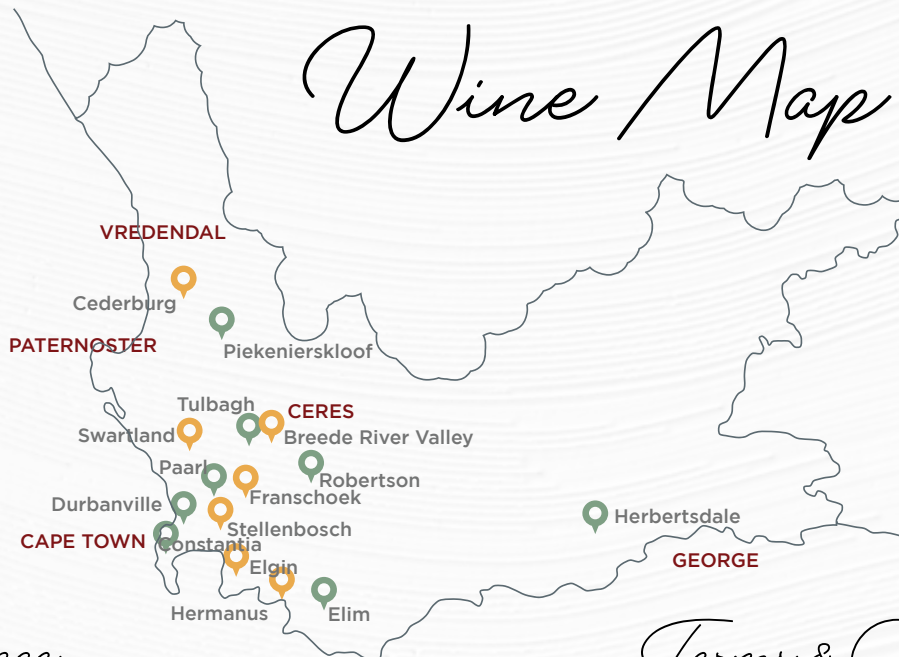 Wine Map
VREDENDAL
Cederburg
PATERNOSTER
Piekenierskloof
Tulbagh
CERES
Swartland
Breede River Valley
Paarl
Robertson
Franschoek
Durbanville
Herbertsdale
Stellenbosch
CAPE TOWN
Constantia
GEORGE
Elgin
Hermanus
Elim